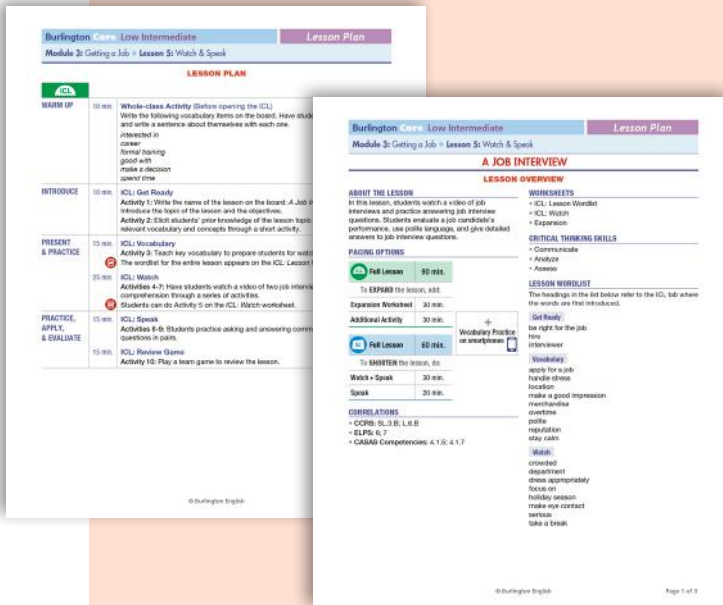 Burlington Core Low Intermediate
Lesson Plan
Module 3: Getting a Job • Lesson 5: Watch & Speak
LESSON PLAN
ICL
WARM UP
10 min.
Whole-class Activity (Before opening the ICL)
Write the following vocabulary items on the board. Have
and write a sentence about themselves with each one.
interested in
career
formal training
good with
make a decision
spend time
INTRODUCE
10 min.
ICL: Get Ready
Activity 1: Write the name of the lesson on the board: A Job
Introduce the topic of the lesson and the objectives.
Activity 2: Elicit students' prior knowledge of the lesson topic
relevant vocabulary and concepts through a short activity.
PRESENT
& PRACTICE
15 min.
ICL: Vocabulary
Activity 3: Teach key vocabulary to prepare students for
The wordlist for the entire lesson appears on the ICL: Lesson
25 min.
ICL: Watch
Activities 4-7: Have students watch a video of two job
comprehension through a series of activities.
Students can do Activity 5 on the ICL: Watch worksheet.
PRACTICE,
APPLY,
& EVALUATE
15 min.
ICL: Speak
Activities 8-9: Students practice asking and answering
questions in pairs.
15 min.
ICL: Review Game
Activity 10: Play a team game to review the lesson.
© Burlington English
Burlington Core Low Intermediate
Lesson Plan
Module 3: Getting a Job • Lesson 5: Watch & Speak
A JOB INTERVIEW
LESSON OVERVIEW
ABOUT THE LESSON
In this lesson, students watch a video of job
interviews and practice answering job interview
questions. Students evaluate a job candidate's
performance, use polite language, and give detailed
answers to job interview questions.
PACING OPTIONS
ICL Full Lesson 90 min.
To EXPAND the lesson, add:
Expansion Worksheet 30 min.
Additional Activity 30 min.
+
Vocabulary Practice
on smartphones
Full Lesson 60 min.
To SHORTEN the lesson, do:
Watch + Speak 30 min.
Speak 20 min.
CORRELATIONS
• CCRS: SL.3.B; L.6.B
• ELPS: 6; 7
• CASAS Competencies: 4.1.5; 4.1.7
WORKSHEETS
• ICL: Lesson Wordlist
• ICL: Watch
• Expansion
CRITICAL THINKING SKILLS
• Communicate
• Analyze
• Assess
LESSON WORDLIST
The headings in the list below refer to the ICL tab where
the words are first introduced.
Get Ready
be right for the job
hire
interviewer
Vocabulary
apply for a job
handle stress
location
make a good impression
merchandise
overtime
polite
reputation
stay calm
Watch
crowded
department
dress appropriately
focus on
holiday season
make eye contact
serious
take a break
© Burlington English
Page 1 of 3